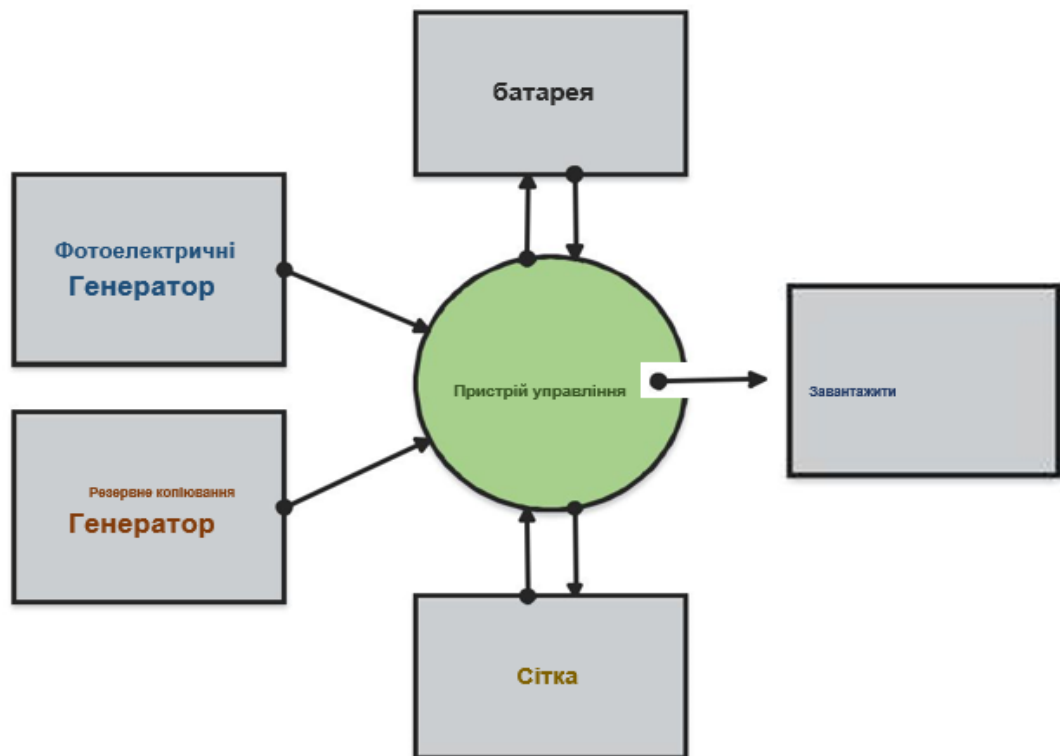 батарея
Фотоелектричні
Генератор
Пристрій управління
Завантажити
Резервне копіювання
Генератор
Сітка